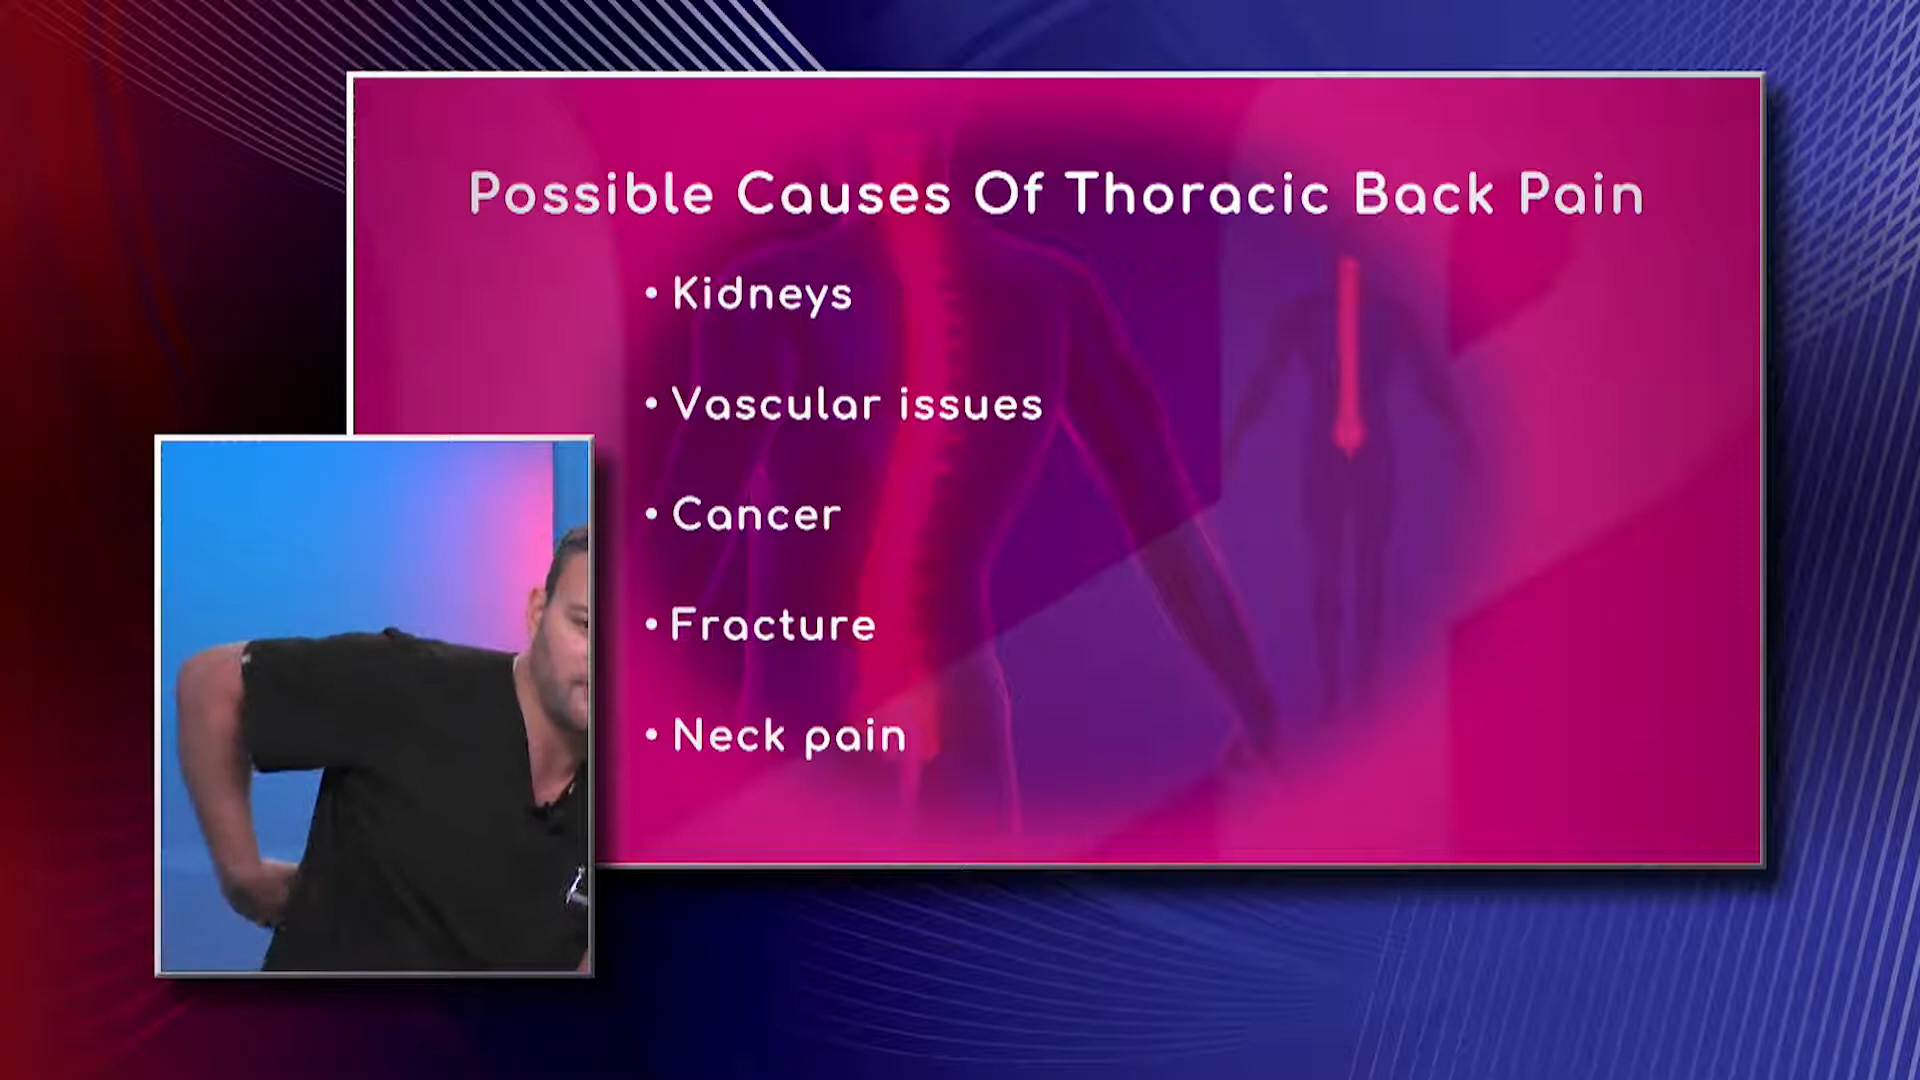 Possible Causes Of Thoracic Back Pain
• Kidneys
• Vascular issues
• Cancer
• Fracture
• Neck pain